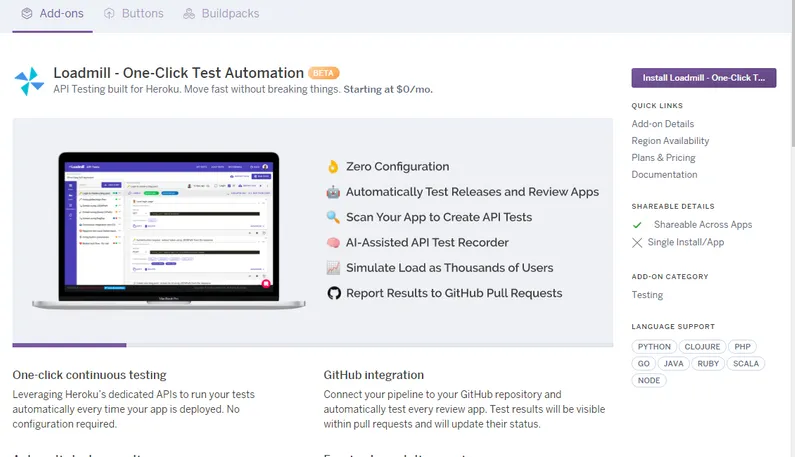 Add-ons Buttons Buildpacks
Loadmill - One-Click Test Automation BETA
API Testing built for Heroku. Move fast without breaking things. Starting at $0/mo.
Zero Configuration
Automatically Test Releases and Review Apps
Scan Your App to Create API Tests
AI-Assisted API Test Recorder
Simulate Load as Thousands of Users
Report Results to GitHub Pull Requests
One-click continuous testing
Leveraging Heroku's dedicated APIs to run your tests
automatically every time your app is deployed. No
configuration required.
GitHub integration
Connect your pipeline to your GitHub repository and
automatically test every review app. Test results will be visible
within pull requests and will update their status.
Install Loadmill - One-Click T...
QUICK LINKS
Add-on Details
Region Availability
Plans & Pricing
Documentation
SHAREABLE DETAILS
Shareable Across Apps
Single Install/App
ADD-ON CATEGORY
Testing
LANGUAGE SUPPORT
PYTHON CLOJURE PHP
GO JAVA RUBY SCALA
NODE